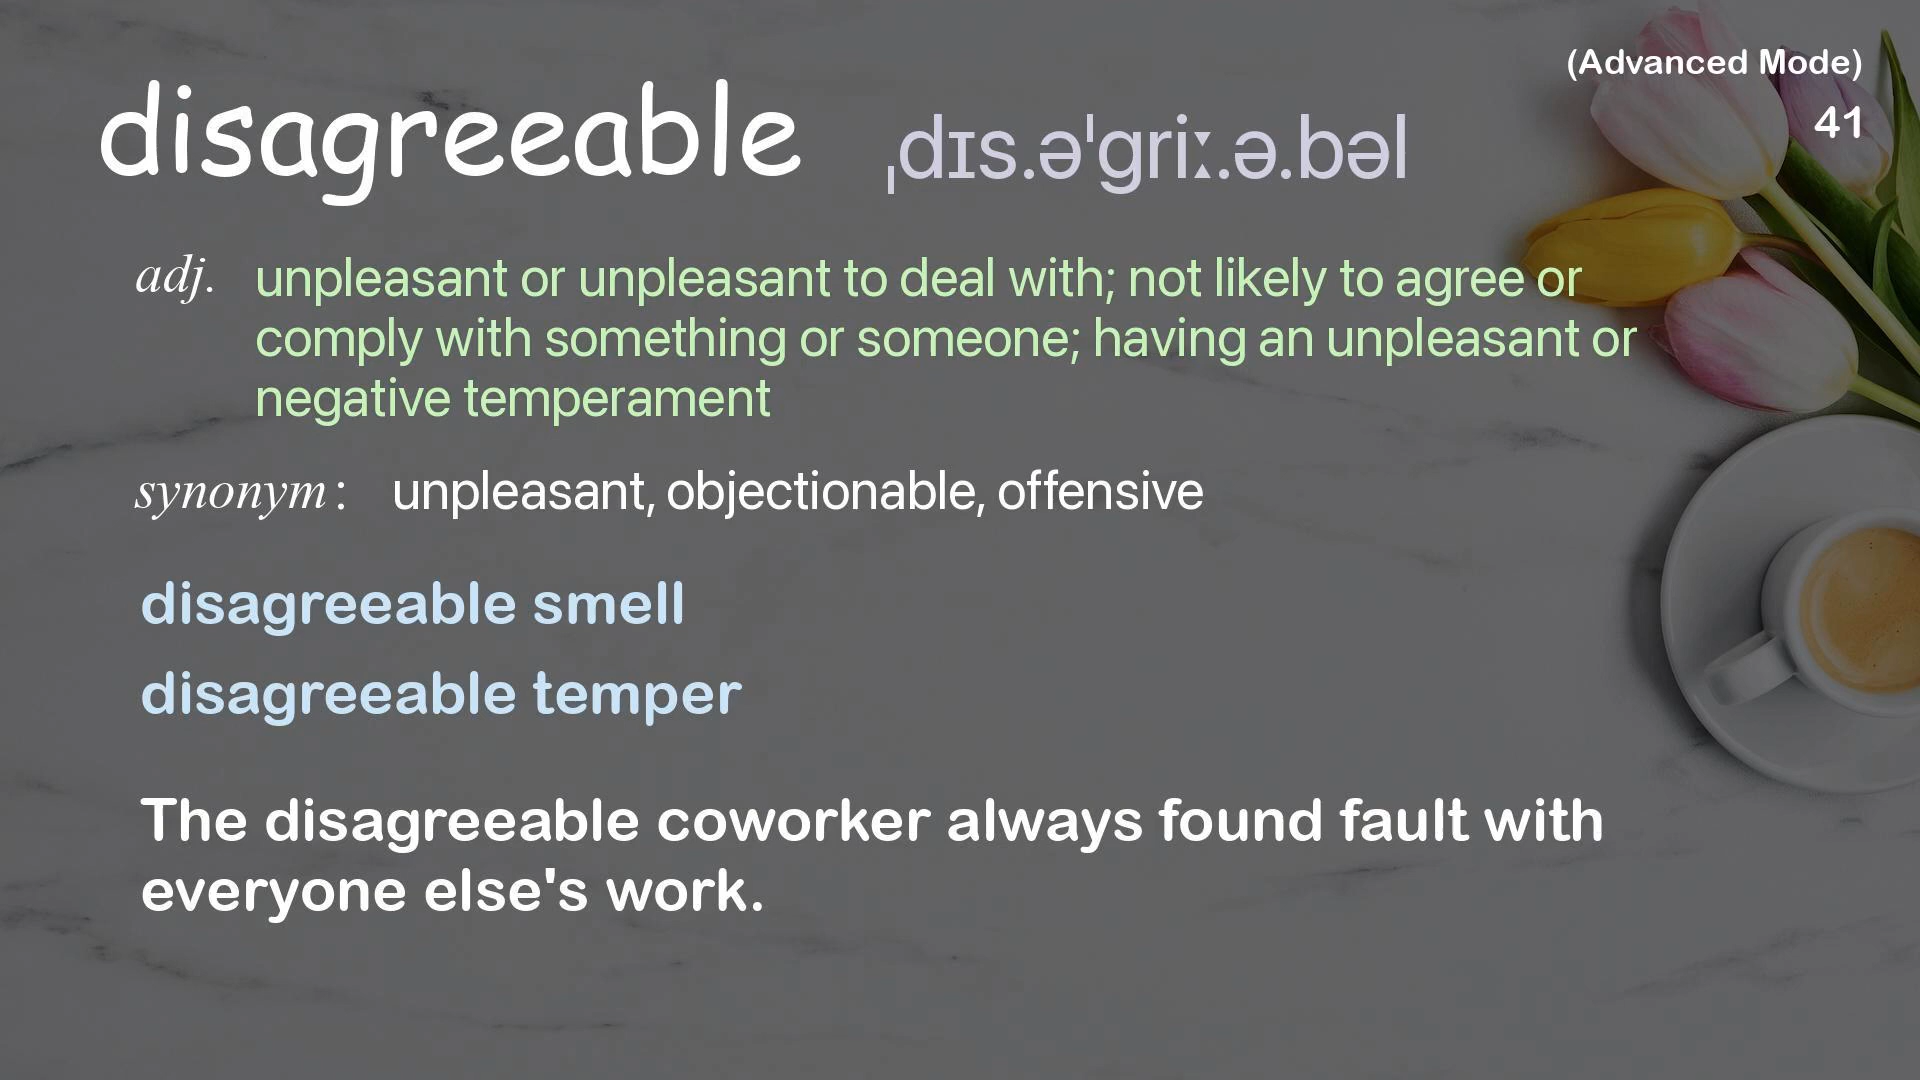 (Advanced Mode)
41
disagreeable ˌdɪs.əˈɡriː.ə.bəl
adj. unpleasant or unpleasant to deal with; not likely to agree or
comply with something or someone; having an unpleasant or
negative temperament
synonym: unpleasant, objectionable, offensive
disagreeable smell
disagreeable temper
The disagreeable coworker always found fault with
everyone else's work.